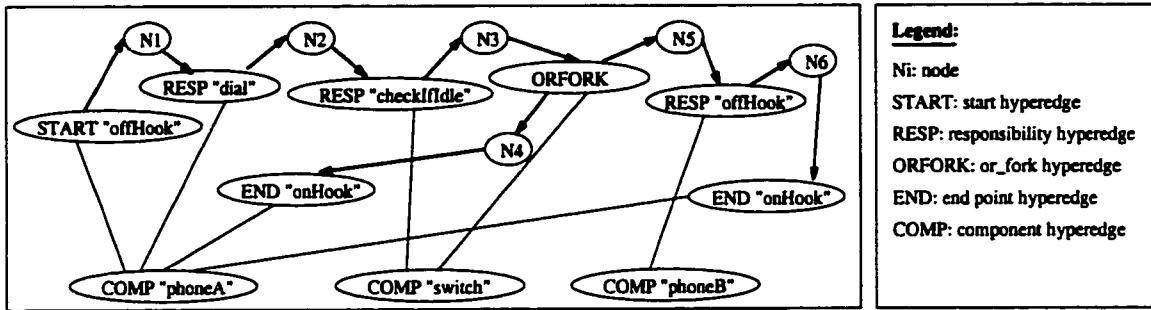 N1
N2
N3
N5
N6
RESP "dial"
RESP "checkIfIdle"
ORFORK
RESP "offHook"
START "offHook"
N4
END "onHook"
END "onHook"
COMP "phoneA"
COMP "switch"
COMP "phoneB"
Legend:
Ni: node
START: start hyperedge
RESP: responsibility hyperedge
ORFORK: or_fork hyperedge
END: end point hyperedge
COMP: component hyperedge